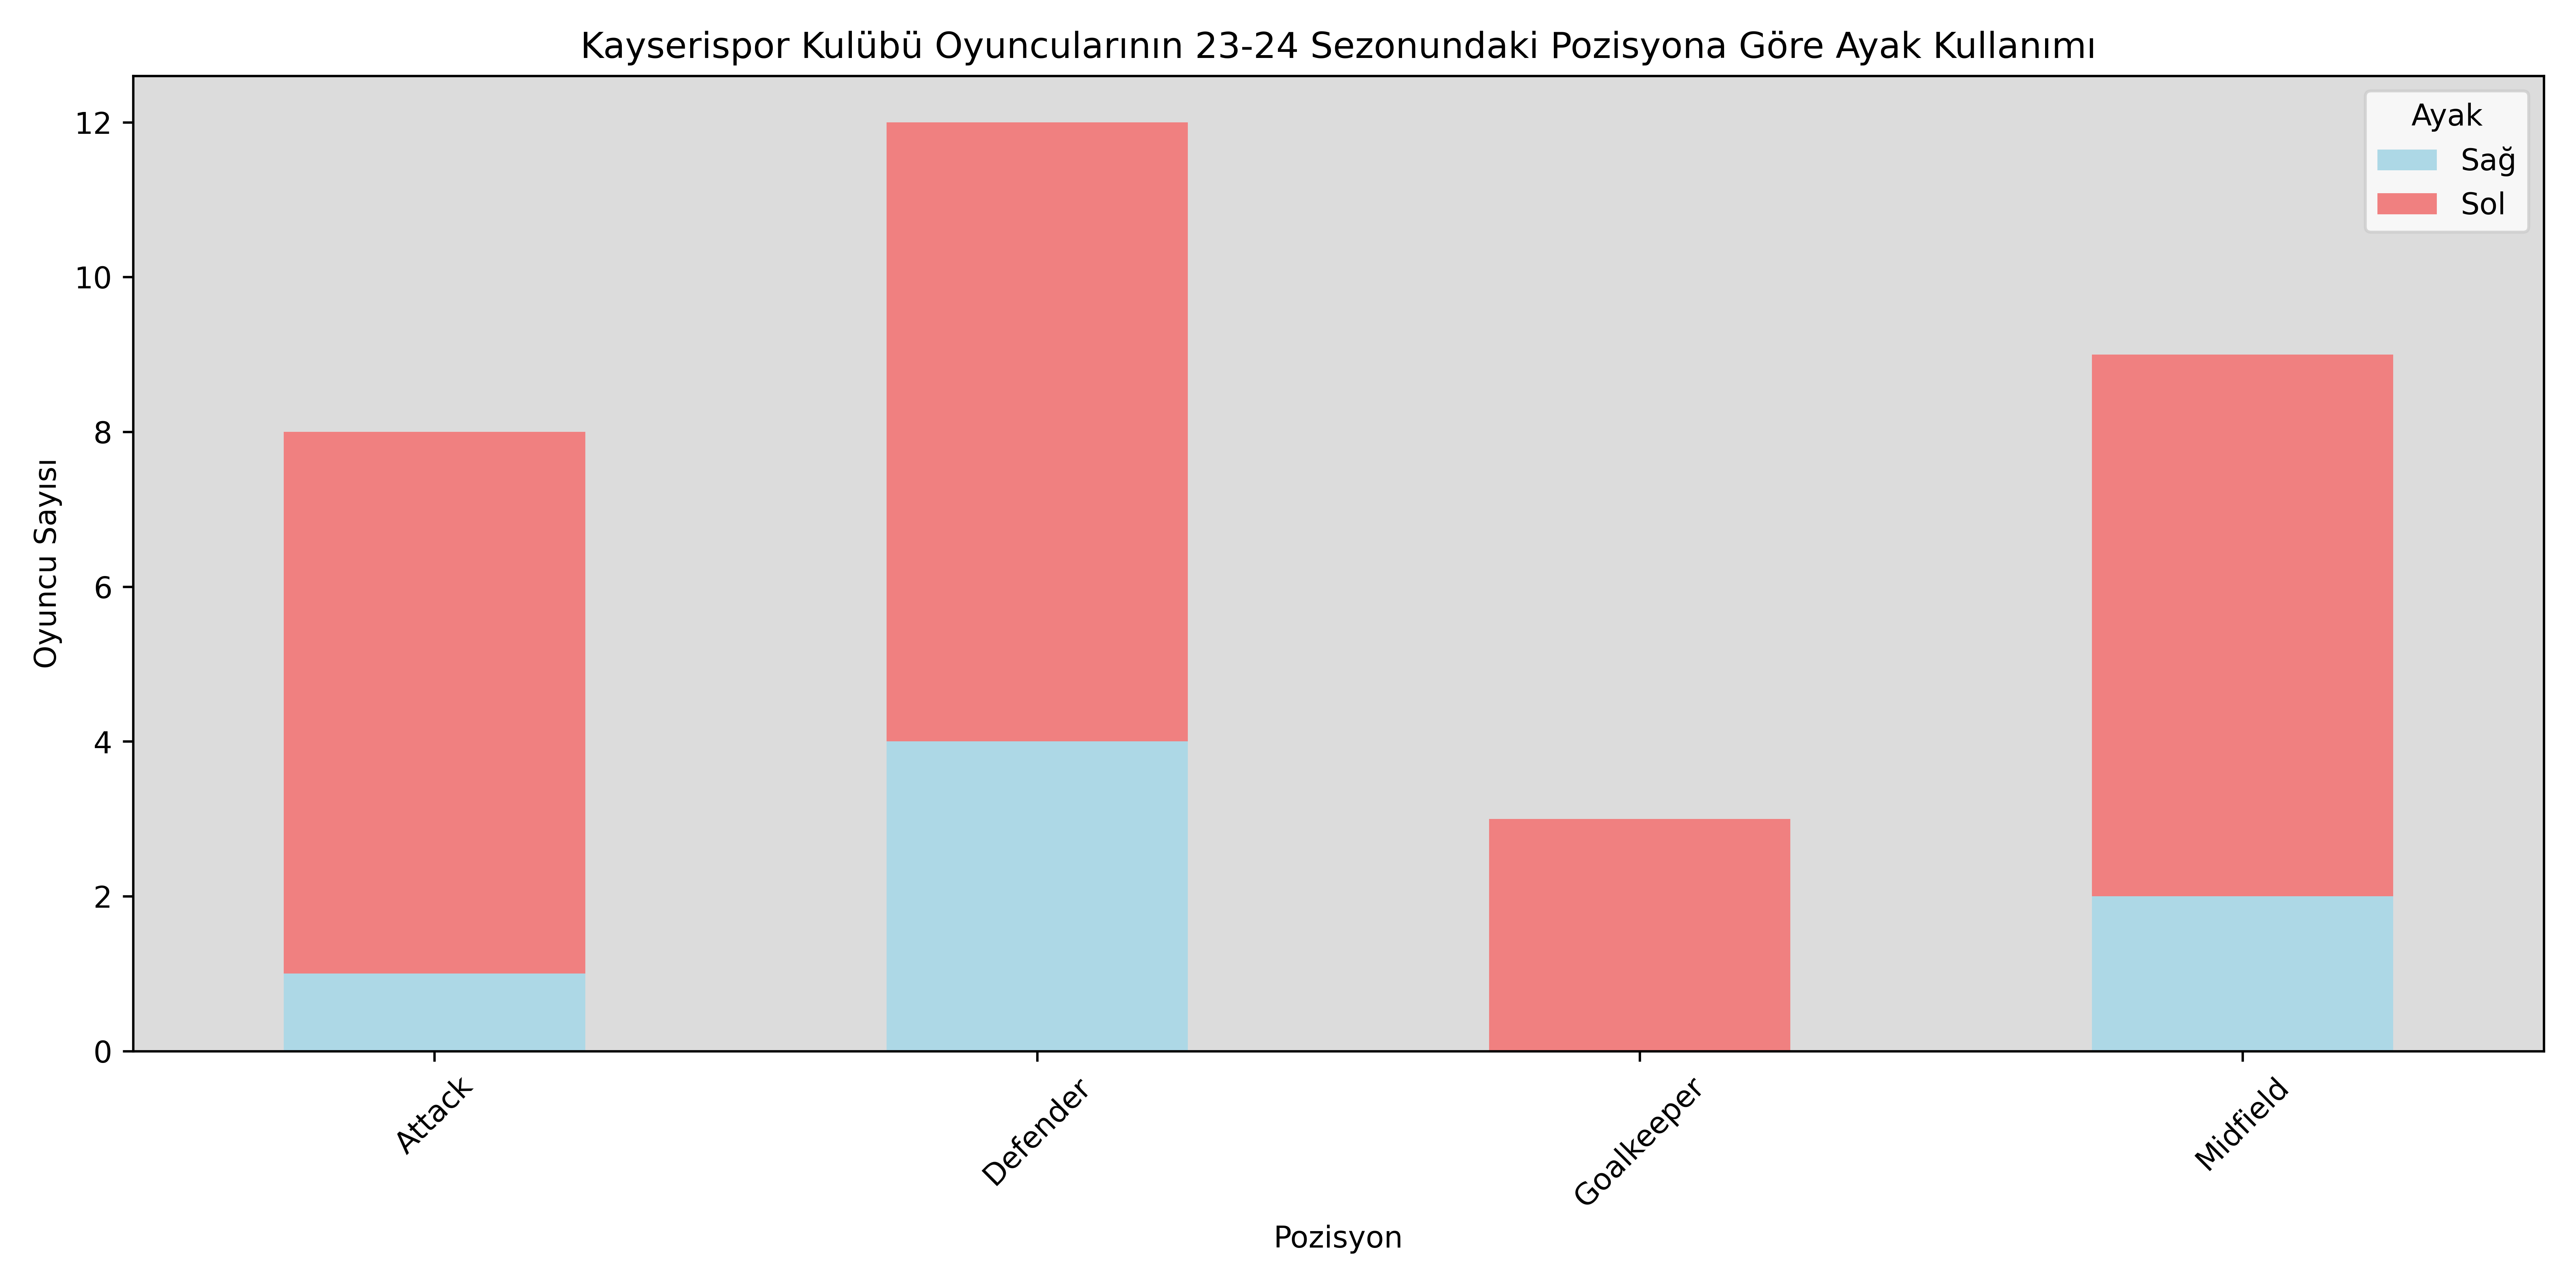 Kayserispor Kulübü Oyuncularının 23-24 Sezonundaki Pozisyona Göre Ayak Kullanımı
Ayak
Sağ
Sol
Oyuncu Sayısı
12
10
8
6
4
2
0
Attack
Defender
Goalkeeper
Midfield
Pozisyon